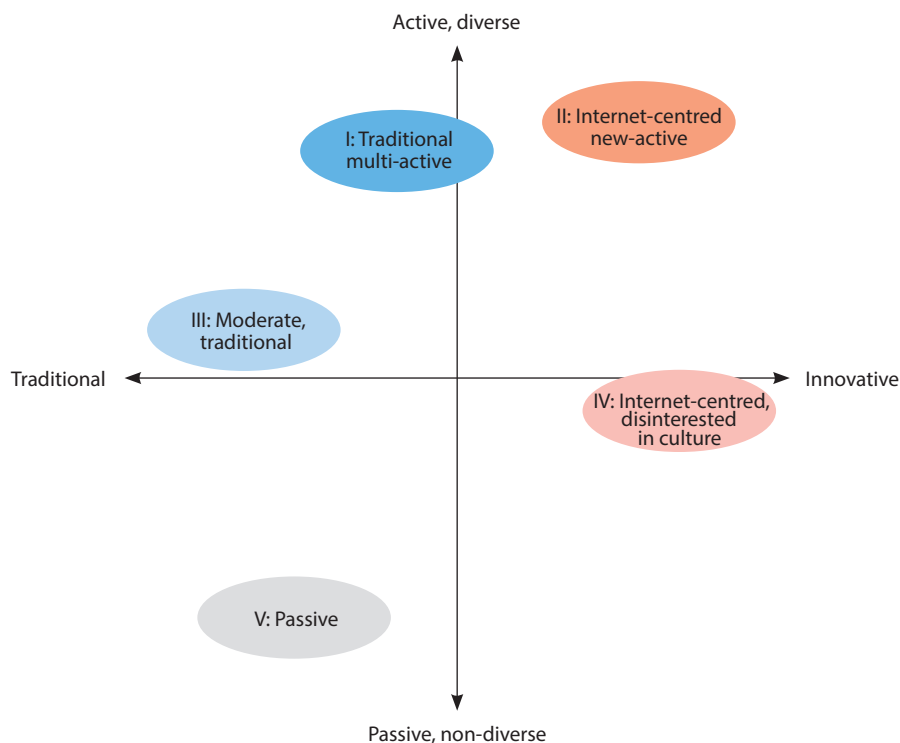 Active, diverse
II: Internet-centred
new-active
I: Traditional
multi-active
III: Moderate,
traditional
Traditional
Innovative
IV: Internet-centred,
disinterested
in culture
V: Passive
Passive, non-diverse